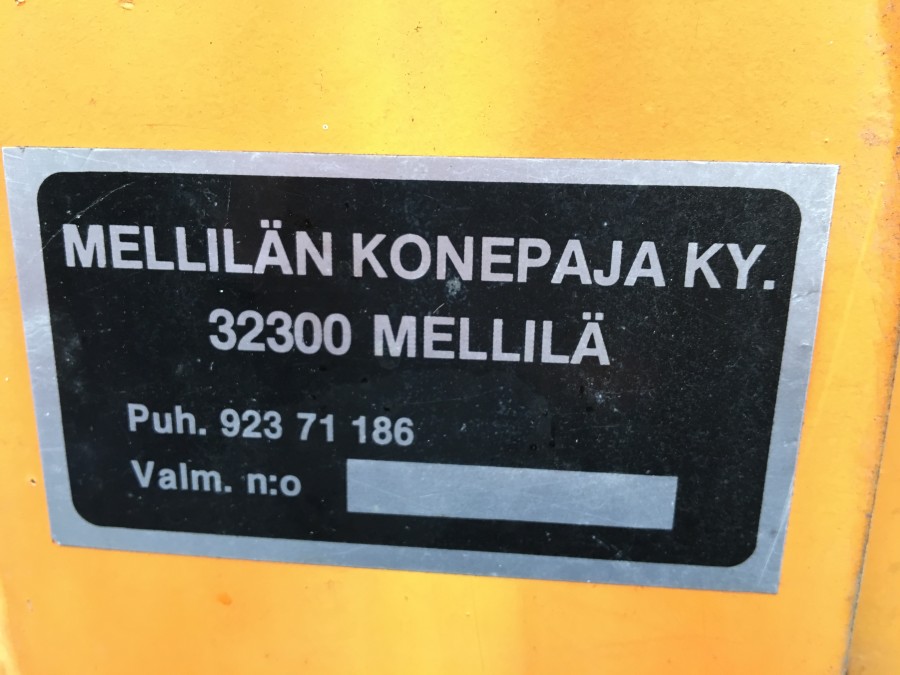 MELLILÄN KONEPAJA KY.
32300 MELLILÄ
Puh. 923 71 186
Valm. n:o